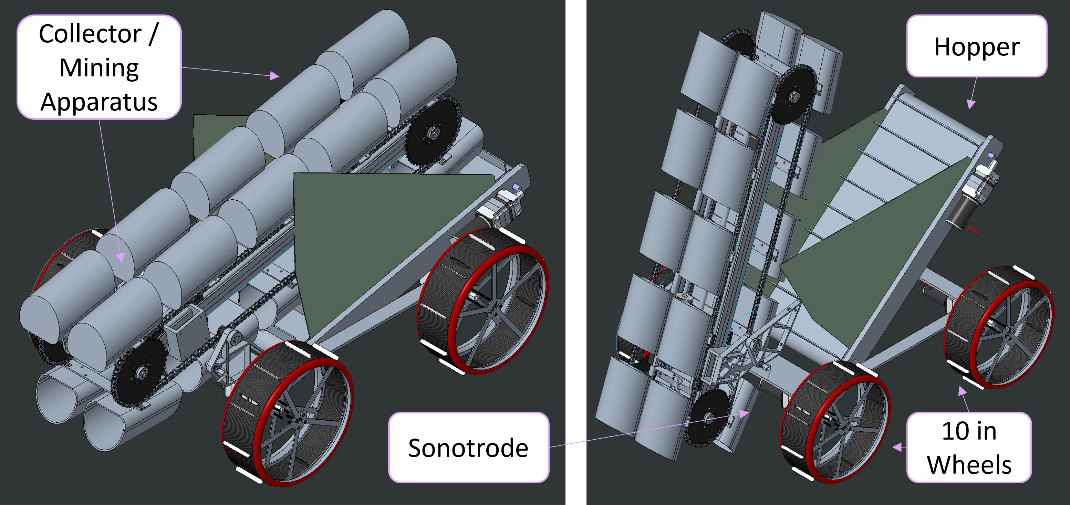 Collector /
Mining
Apparatus
Hopper
Sonotrode
10 in
Wheels